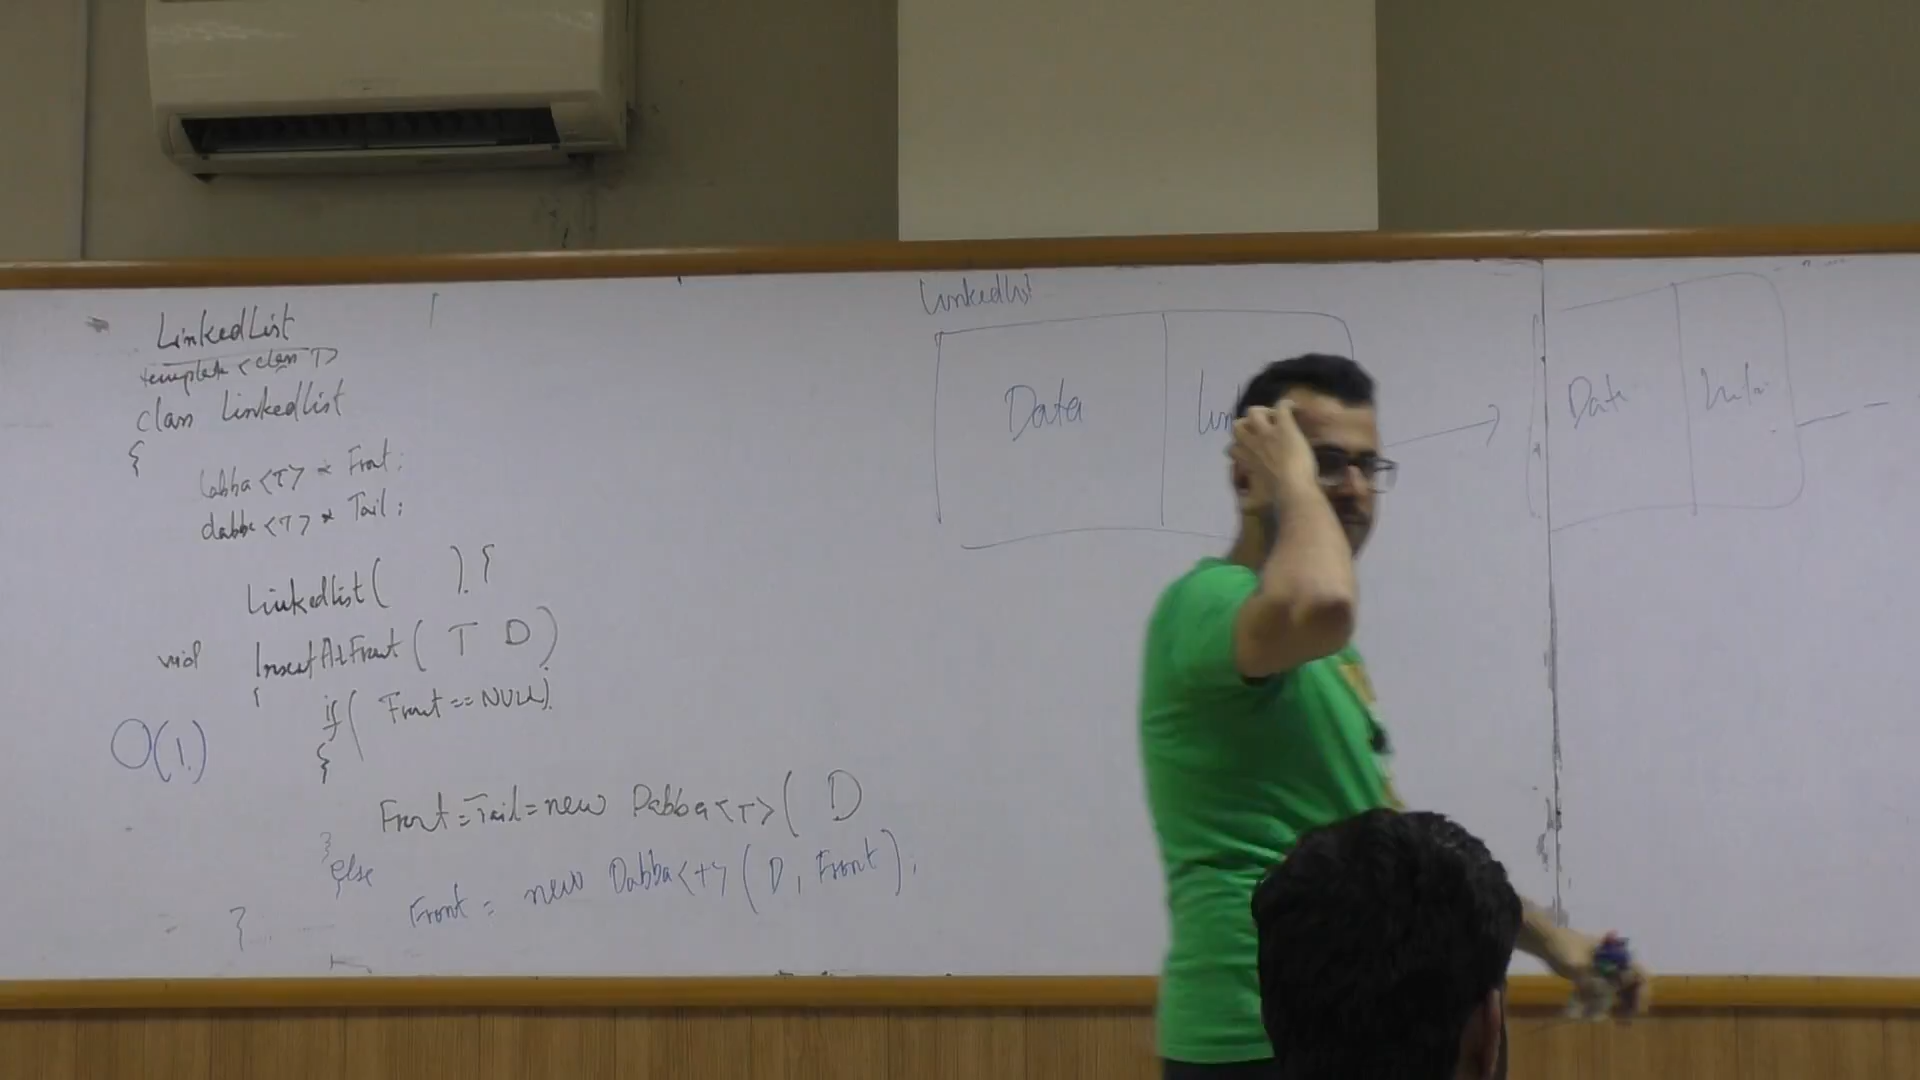 LinkedList
template <class T>
class LinkedList
{
dabba <T> * Front;
dabba <T> * Tail;
LinkedList( ) {
void InsertAtFront ( T D )
{
if ( Front == NULL)
{
O(1)
Front = Tail = new Dabba <T> ( D
}
else
Front = new Dabba <T> ( D, Front );
}
LinkedList
Data
Data